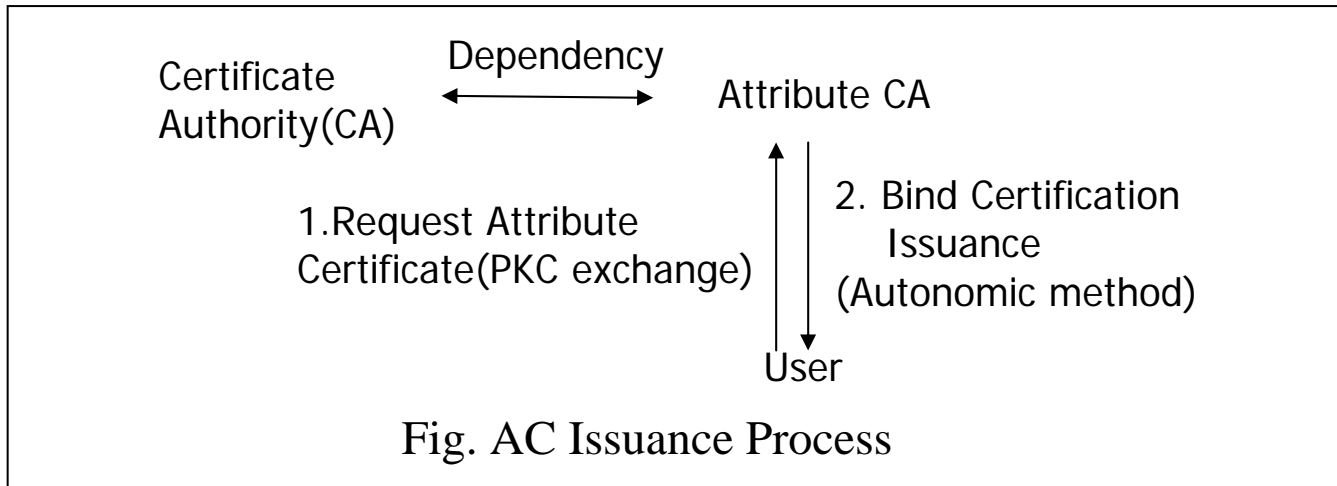 Dependency
Certificate
Authority(CA)
Attribute CA
1.Request Attribute
Certificate(PKC exchange)
2. Bind Certification
Issuance
(Autonomic method)
User
Fig. AC Issuance Process